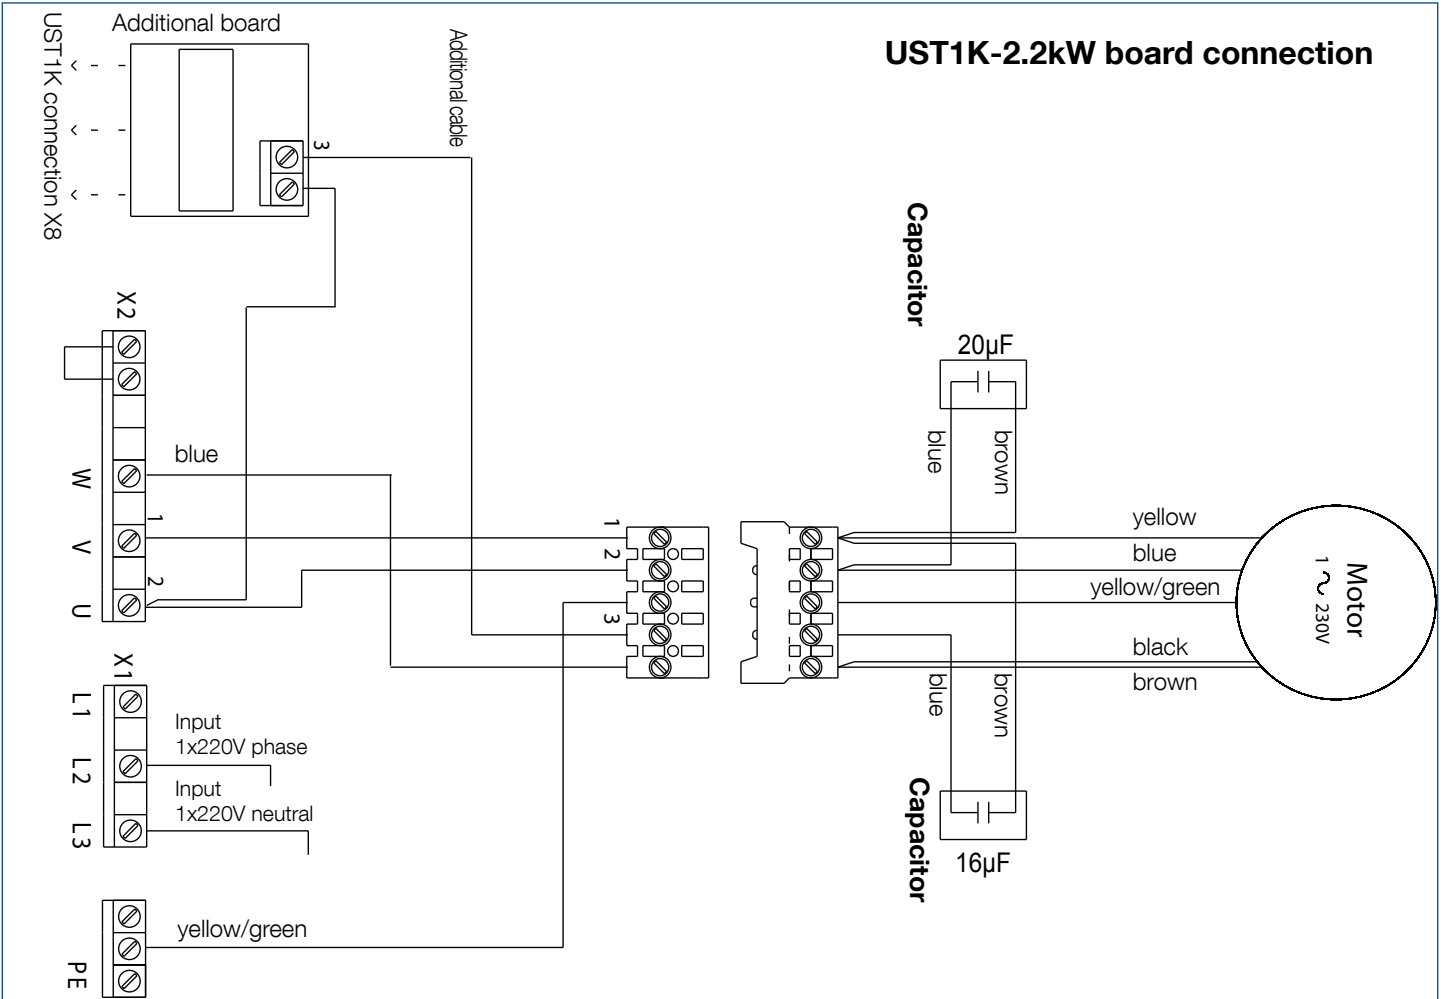 UST1K-2.2kW board connection
Additional board
UST1K connection X8
Additional cable
3
X2
W
V
U
blue
1
2
X1
L1
L2
L3
Input
1x220V phase
Input
1x220V neutral
yellow/green
PE
1
2
3
Capacitor
20µF
blue
brown
yellow
blue
yellow/green
black
brown
Motor
1 ~ 230V
blue
brown
Capacitor
16µF